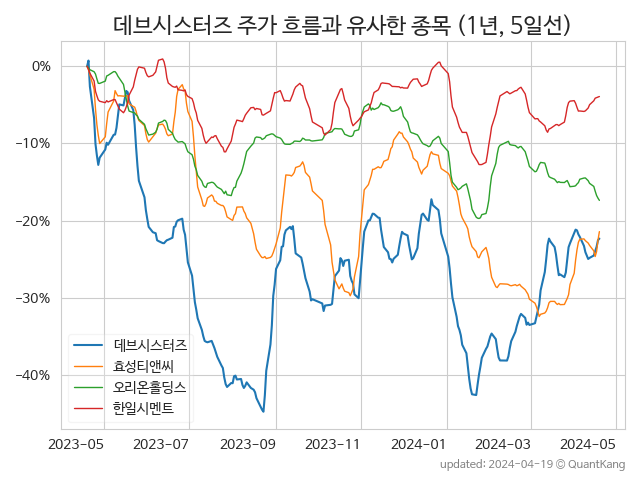 데브시스터즈 주가 흐름과 유사한 종목 (1년, 5일선)
0%
−10%
−20%
−30%
−40%
데브시스터즈
효성티앤씨
오리온홀딩스
한일시멘트
2023-05 2023-07 2023-09 2023-11 2024-01 2024-03 2024-05
updated: 2024-04-19 © QuantKang